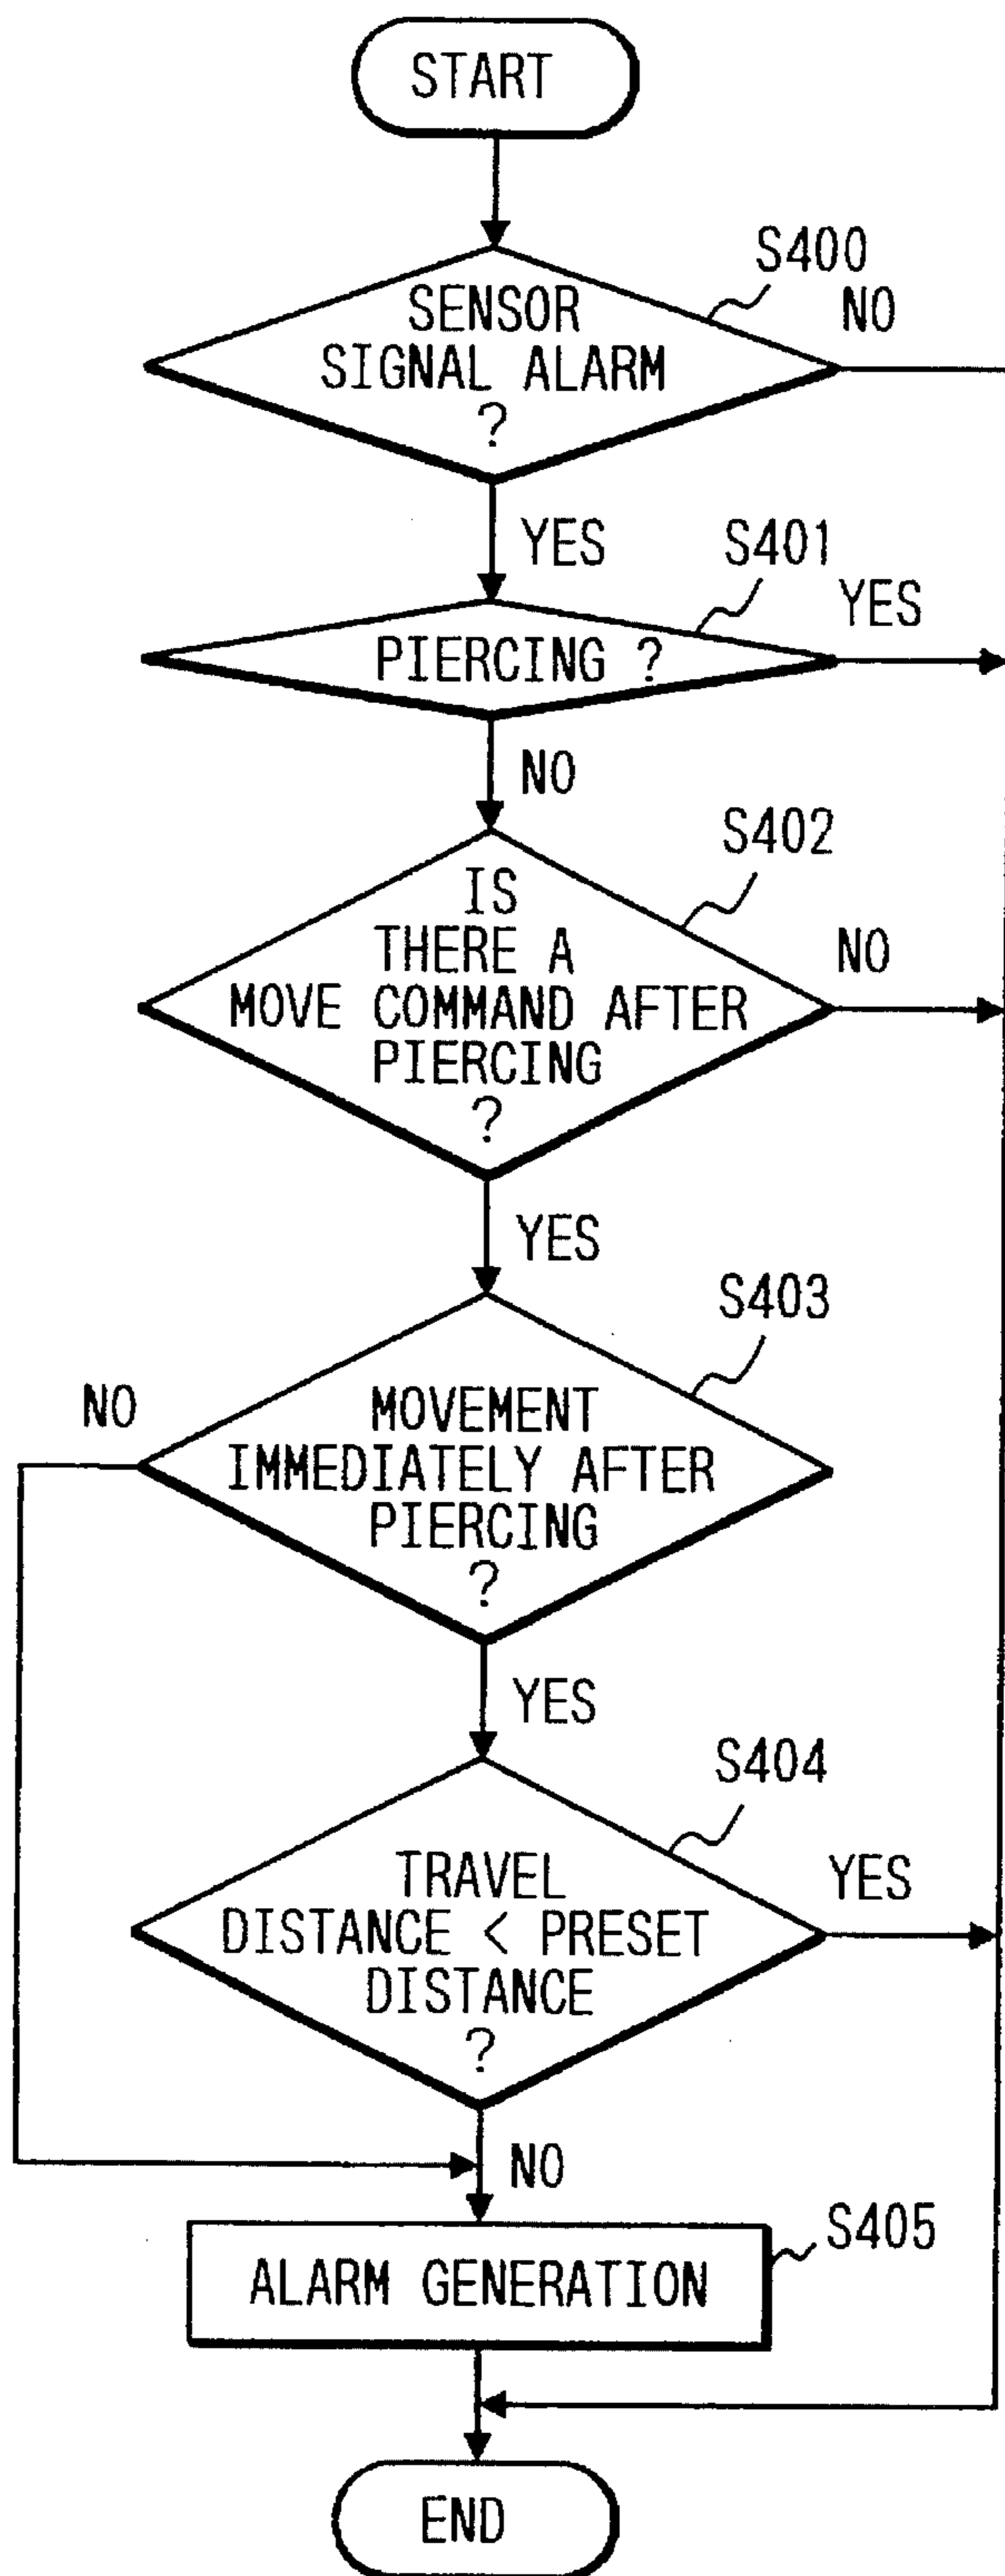 START
S400
NO
SENSOR
SIGNAL ALARM
?
YES
S401
YES
PIERCING ?
NO
S402
IS
THERE A
MOVE COMMAND AFTER
PIERCING
?
NO
YES
S403
NO
MOVEMENT
IMMEDIATELY AFTER
PIERCING
?
YES
S404
TRAVEL
DISTANCE < PRESET
DISTANCE
?
YES
NO
S405
ALARM GENERATION
END